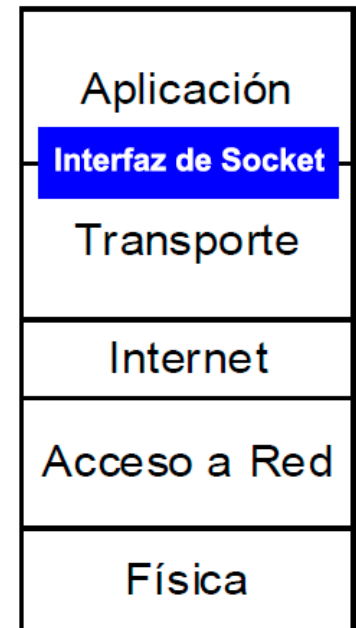 Aplicación
Interfaz de Socket
Transporte
Internet
Acceso a Red
Física